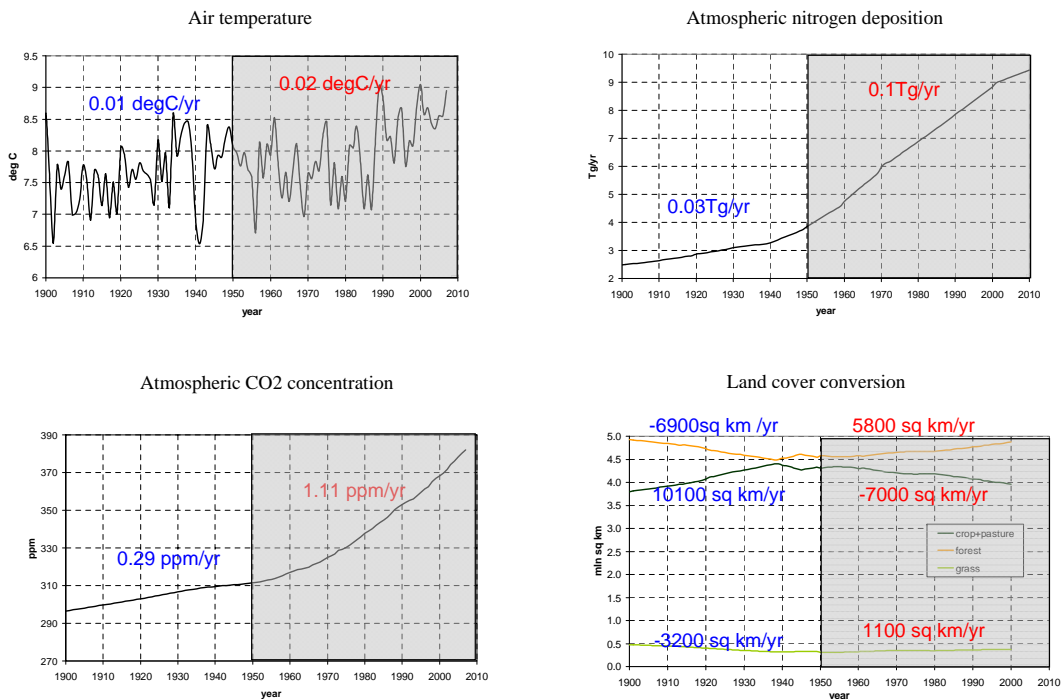 Air temperature
9.5
9
8.5
8
7.5
7
6.5
6
deg C
0.01 degC/yr
0.02 degC/yr
1900 1910 1920 1930 1940 1950 1960 1970 1980 1990 2000 2010
year
Atmospheric nitrogen deposition
10
9
8
7
6
5
4
3
2
Tg/yr
0.1Tg/yr
0.03Tg/yr
1900 1910 1920 1930 1940 1950 1960 1970 1980 1990 2000 2010
year
Atmospheric CO2 concentration
390
370
350
330
310
290
270
ppm
1.11 ppm/yr
0.29 ppm/yr
1900 1910 1920 1930 1940 1950 1960 1970 1980 1990 2000 2010
year
Land cover conversion
-6900sq km /yr
5800 sq km/yr
5.0
4.5
4.0
3.5
3.0
2.5
2.0
1.5
1.0
0.5
0.0
mln sq km
10100 sq km/yr
-7000 sq km/yr
crop+pasture
forest
grass
-3200 sq km/yr
1100 sq km/yr
1900 1910 1920 1930 1940 1950 1960 1970 1980 1990 2000 2010
year